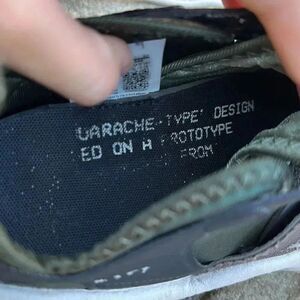 UARACHE-TYPE' DESIGN
ED ON H PROTOTYPE
FROM